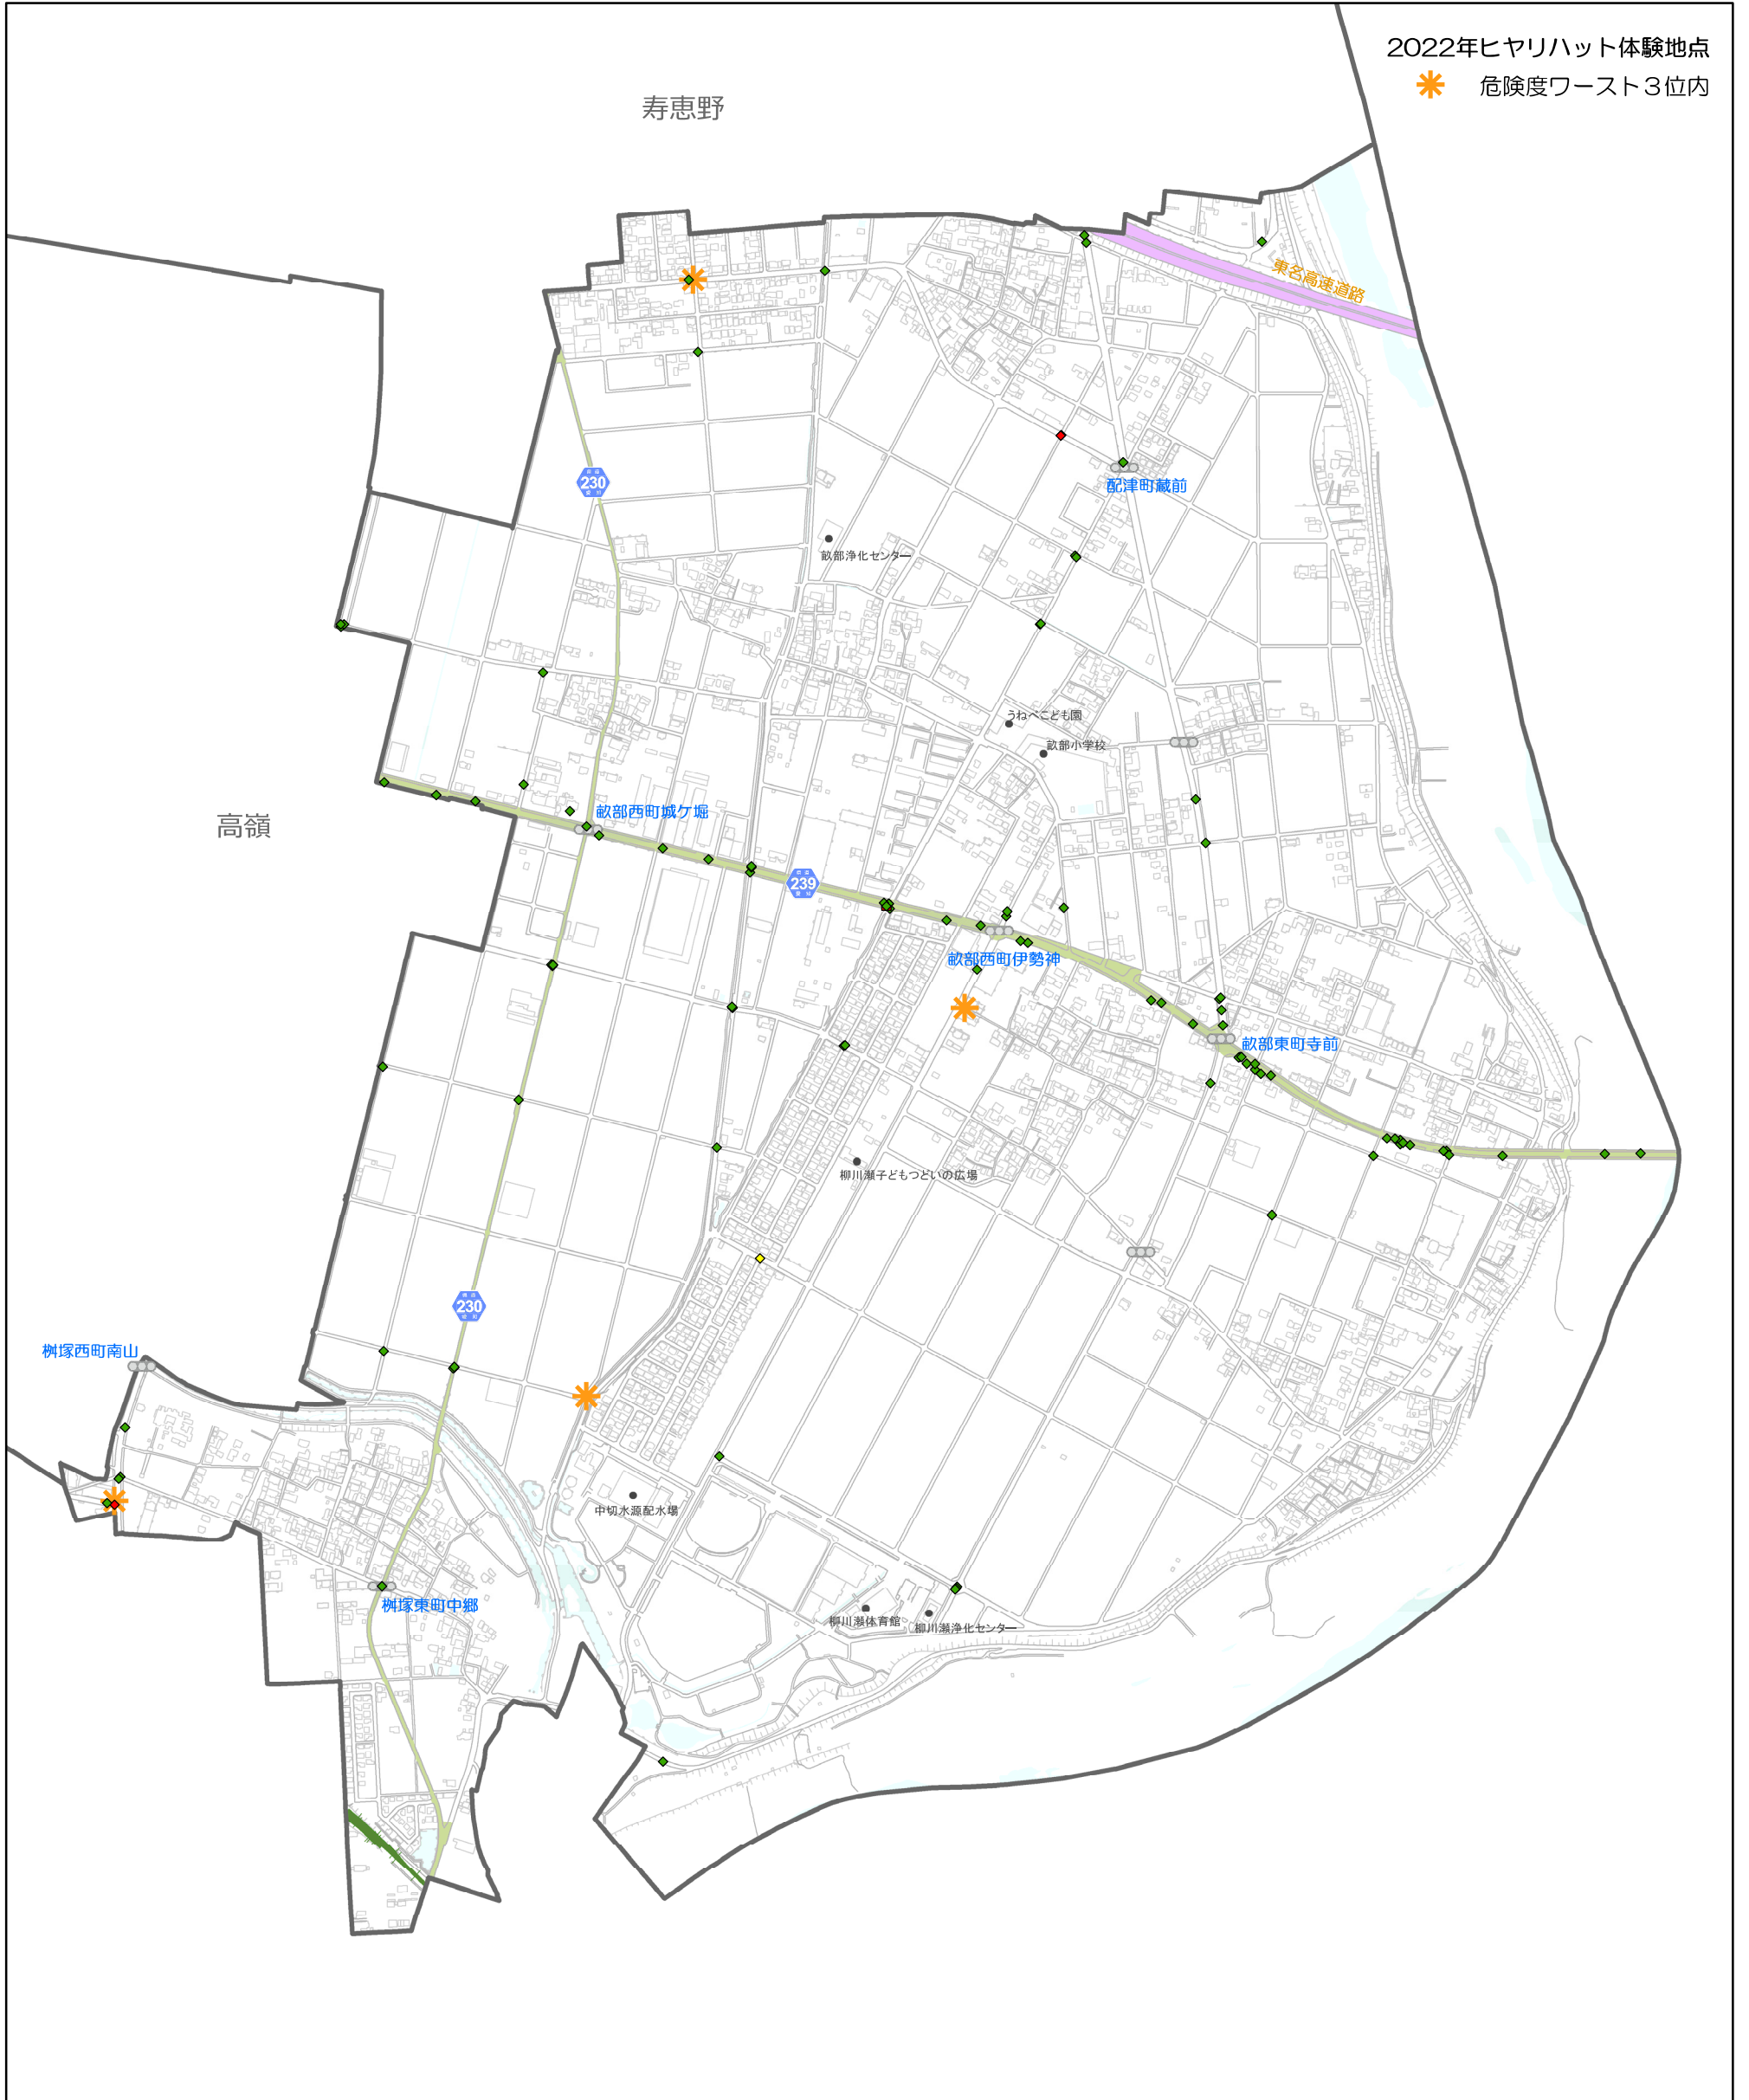 2022年ヒヤリハット体験地点
危険度ワースト3位内
寿恵野
東名高速道路
230
配津町蔵前
畝部浄化センター
うねべこども園
畝部小学校
畝部西町城ケ堀
高嶺
239
畝部西町伊勢神
畝部東町寺前
柳川瀬子どもつどいの広場
230
桝塚西町南山
中切水源配水場
桝塚東町中郷
柳川瀬体育館
柳川瀬浄化センター